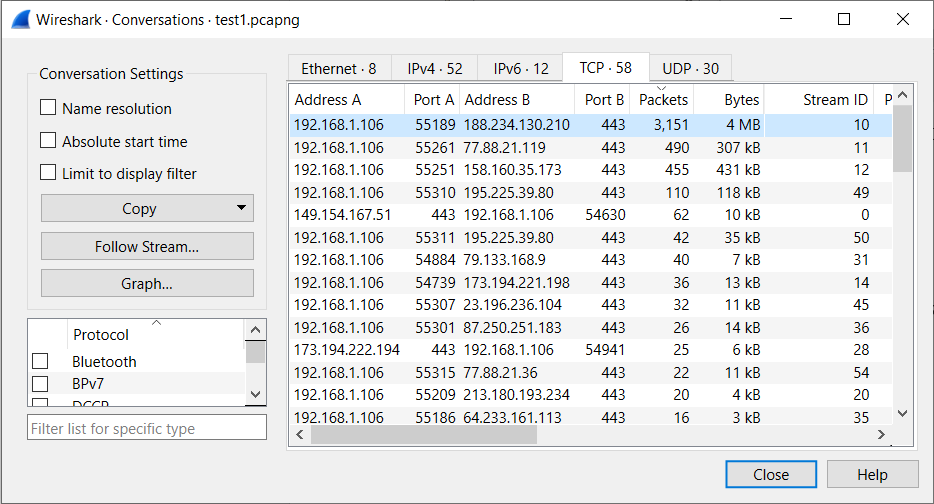 Wireshark · Conversations · test1.pcapng
Conversation Settings
Name resolution
Absolute start time
Limit to display filter
Copy
Follow Stream...
Graph...
Protocol
Bluetooth
BPv7
DCCP
Filter list for specific type
Ethernet · 8 IPv4 · 52 IPv6 · 12 TCP · 58 UDP · 30
Address A Port A Address B Port B Packets Bytes Stream ID P
192.168.1.106 55189 188.234.130.210 443 3,151 4 MB 10
192.168.1.106 55261 77.88.21.119 443 490 307 kB 11
192.168.1.106 55251 158.160.35.173 443 455 431 kB 12
192.168.1.106 55310 195.225.39.80 443 110 118 kB 49
149.154.167.51 443 192.168.1.106 54630 62 10 kB 0
192.168.1.106 55311 195.225.39.80 443 42 35 kB 50
192.168.1.106 54884 79.133.168.9 443 40 7 kB 31
192.168.1.106 54739 173.194.221.198 443 36 13 kB 14
192.168.1.106 55307 23.196.236.104 443 32 11 kB 45
192.168.1.106 55301 87.250.251.183 443 26 14 kB 36
173.194.222.194 443 192.168.1.106 54941 25 6 kB 28
192.168.1.106 55315 77.88.21.36 443 22 11 kB 54
192.168.1.106 55209 213.180.193.234 443 20 4 kB 20
192.168.1.106 55186 64.233.161.113 443 16 3 kB 35
Close Help